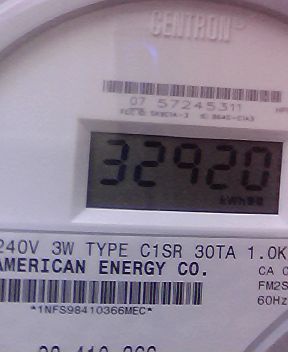 CENTRON
07 57245311
32920
kWh
240V 3W TYPE C1SR 30TA 1.0K
AMERICAN ENERGY CO.
CA
FM2S
60Hz
*1NFS98410366MEC*